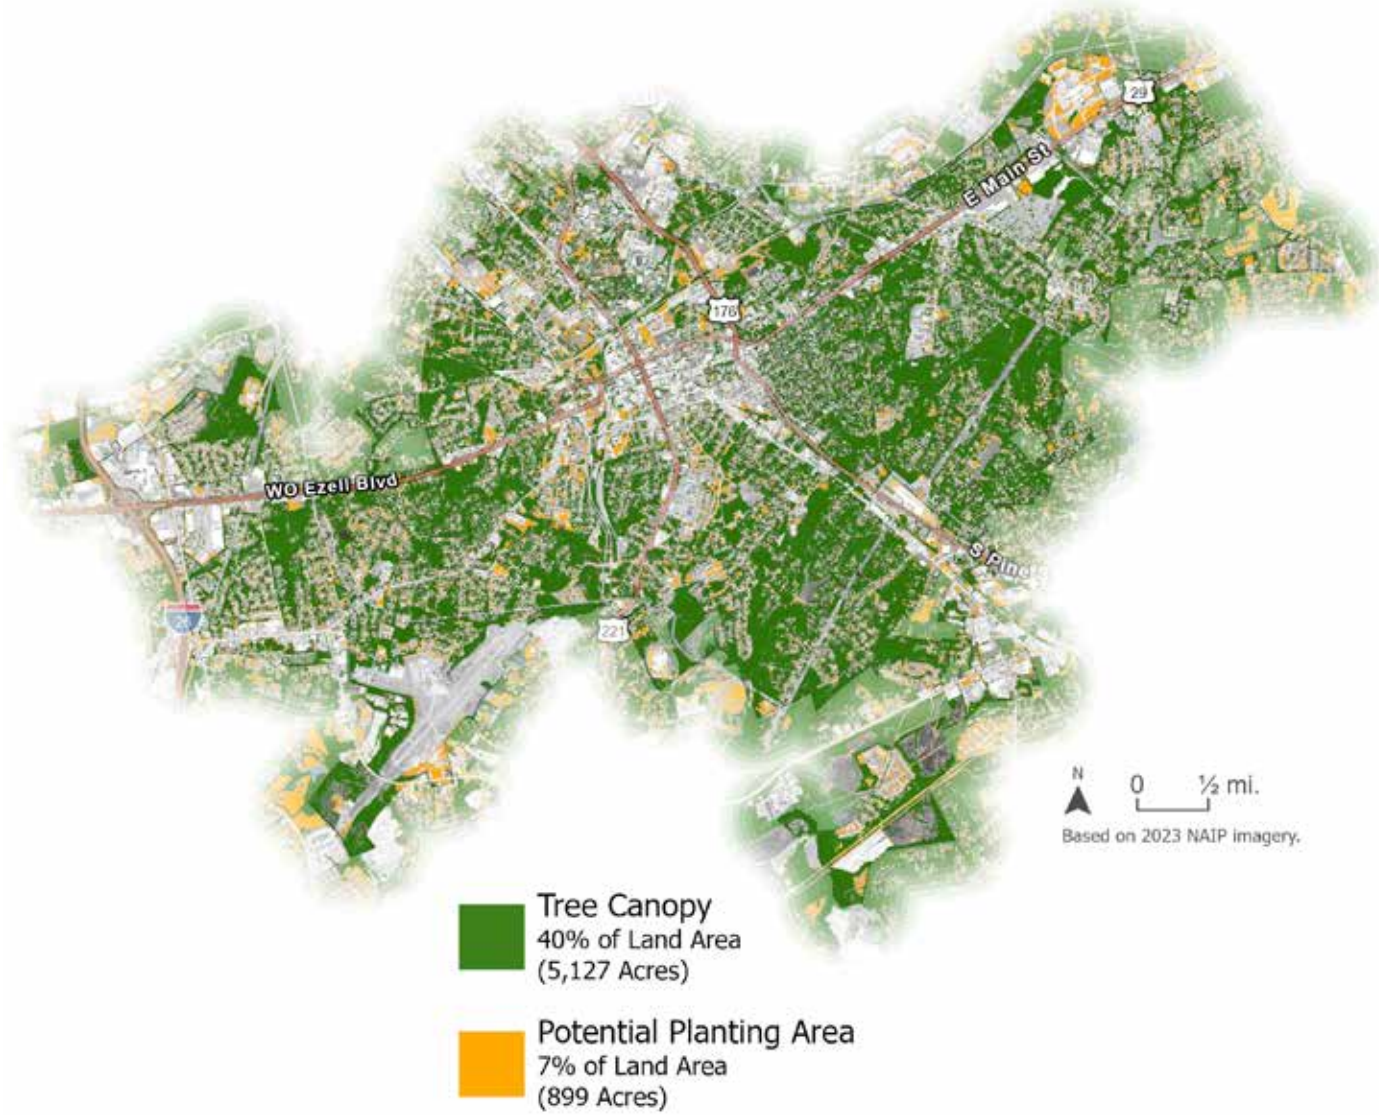 29
E Main St
176
WO Ezell Blvd
S Pine
221
N
0 ½ mi.
Based on 2023 NAIP imagery.
Tree Canopy
40% of Land Area
(5,127 Acres)
Potential Planting Area
7% of Land Area
(899 Acres)